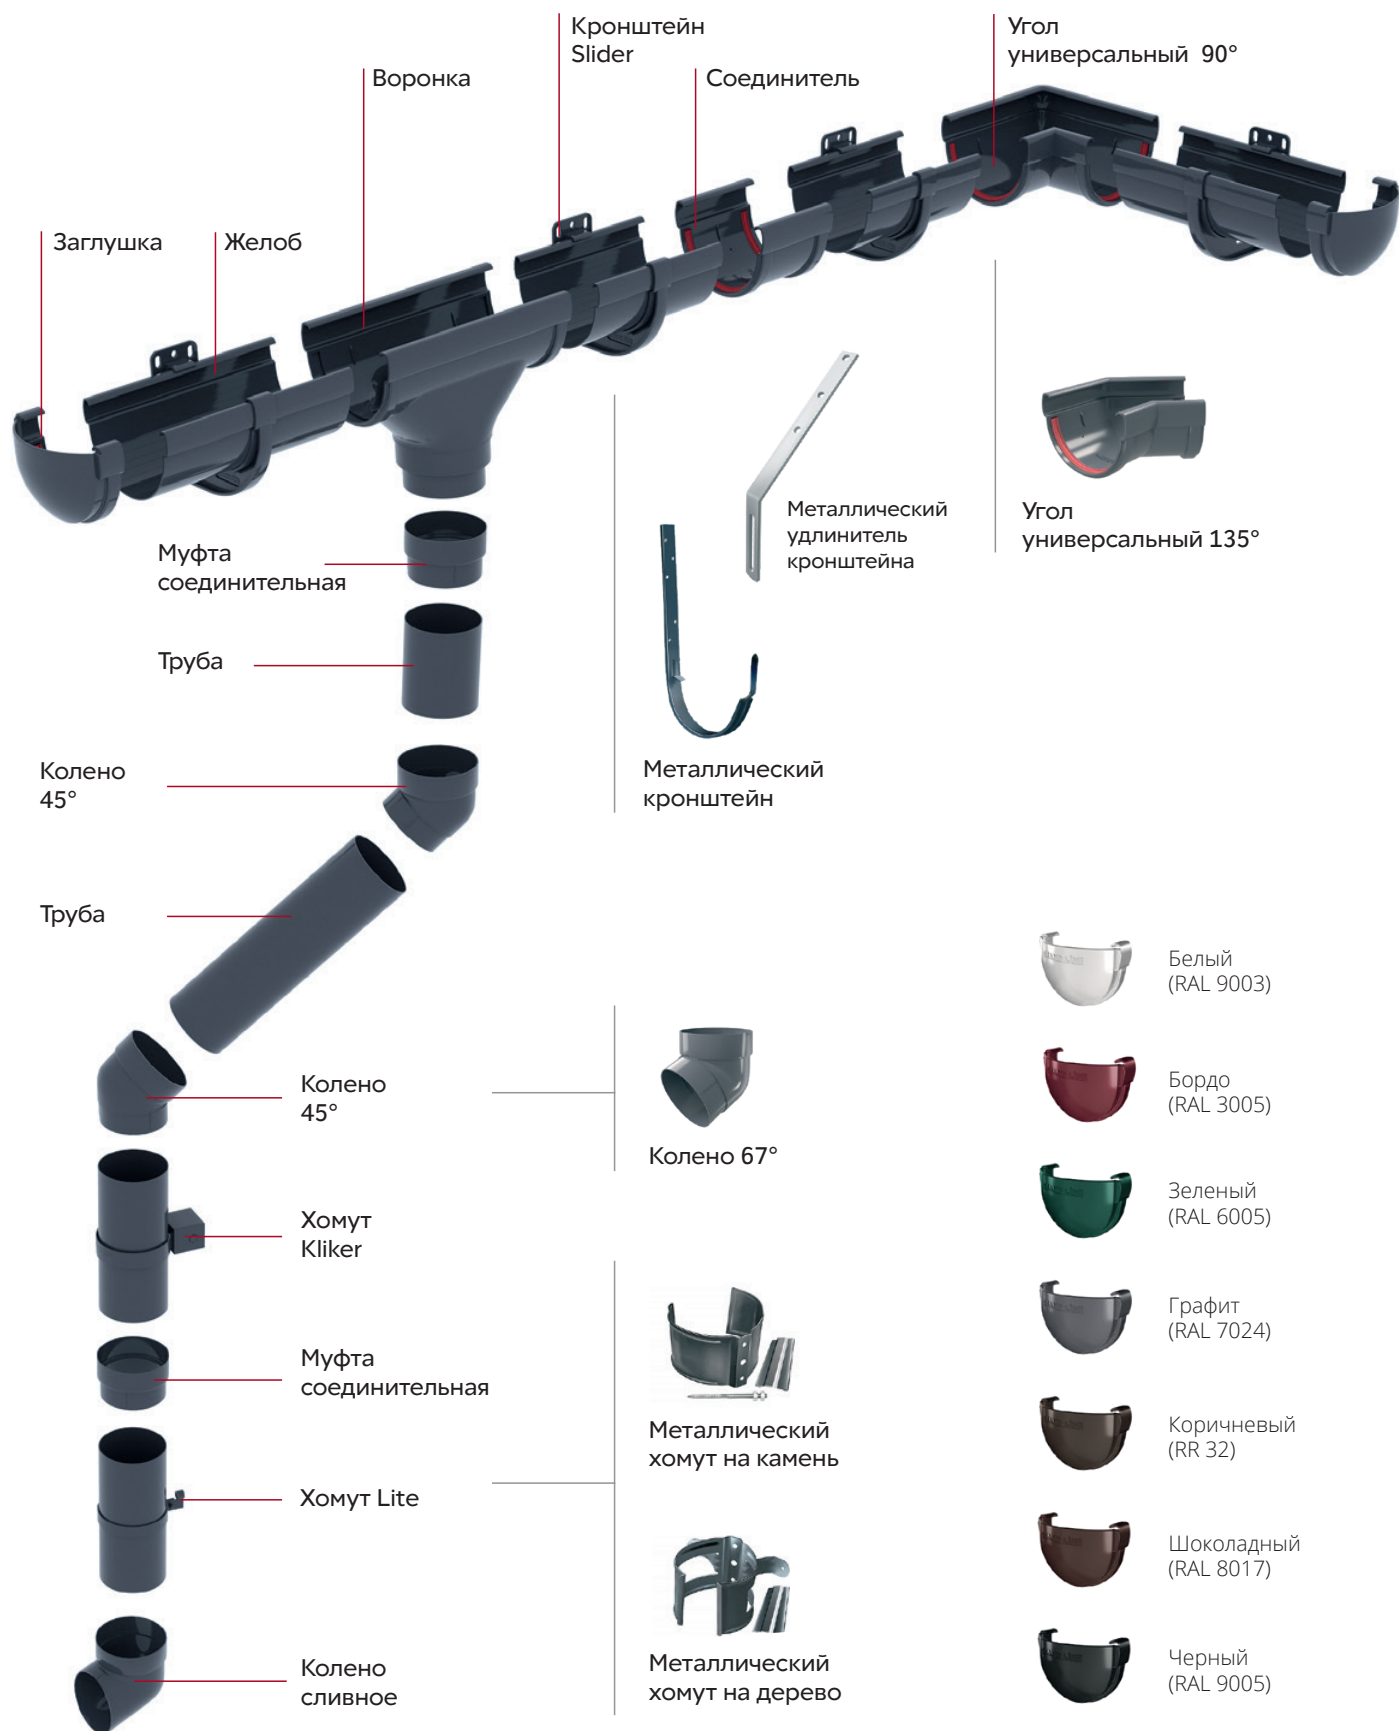 Кронштейн
Slider
Угол
универсальный 90°
Воронка
Соединитель
Заглушка
Желоб
Металлический
удлинитель
кронштейна
Угол
универсальный 135°
Муфта
соединительная
Труба
Металлический
кронштейн
Колено
45°
Труба
Колено
45°
Колено 67°
Хомут
Kliker
Муфта
соединительная
Металлический
хомут на камень
Хомут Lite
Металлический
хомут на дерево
Колено
сливное
Белый
(RAL 9003)
Бордо
(RAL 3005)
Зеленый
(RAL 6005)
Графит
(RAL 7024)
Коричневый
(RR 32)
Шоколадный
(RAL 8017)
Черный
(RAL 9005)